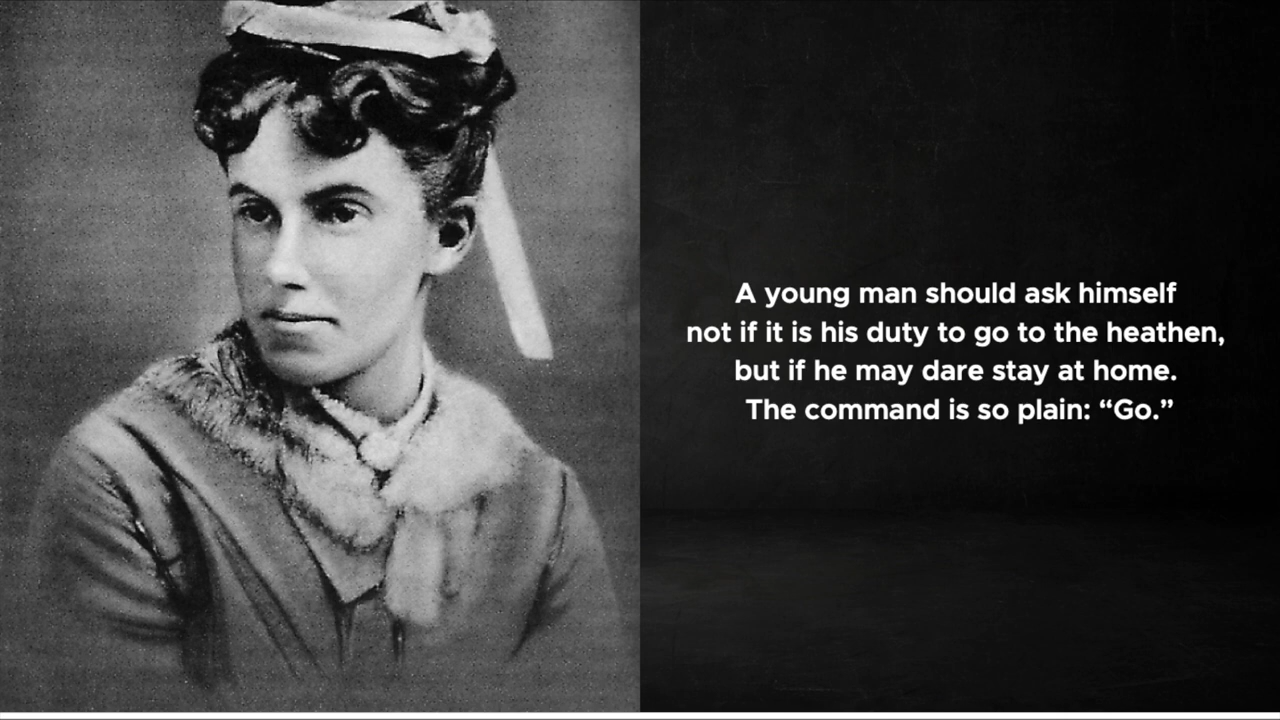 A young man should ask himself
not if it is his duty to go to the heathen,
but if he may dare stay at home.
The command is so plain: “Go.”